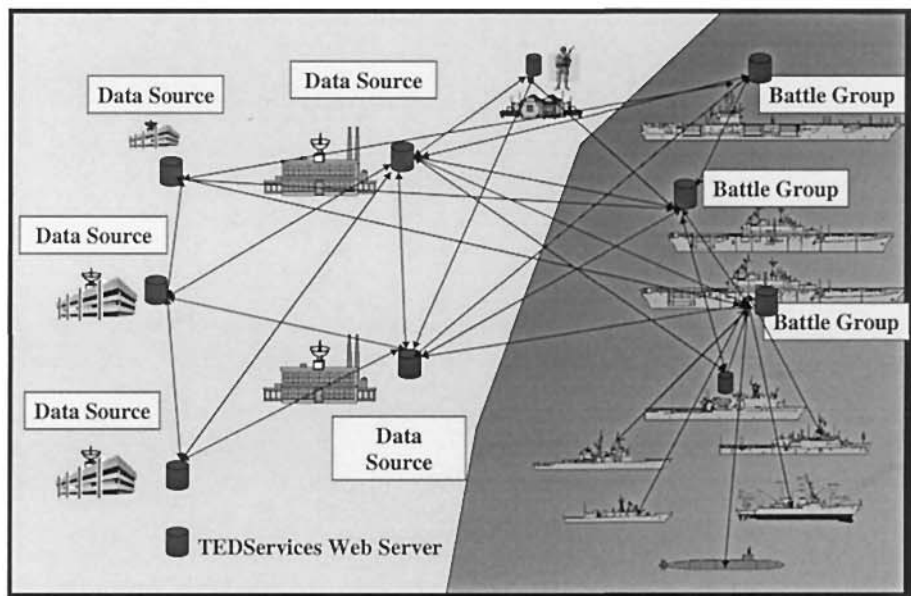 Data Source
Data Source
Battle Group
Battle Group
Data Source
Battle Group
Data Source
Data
Source
TEDServices Web Server